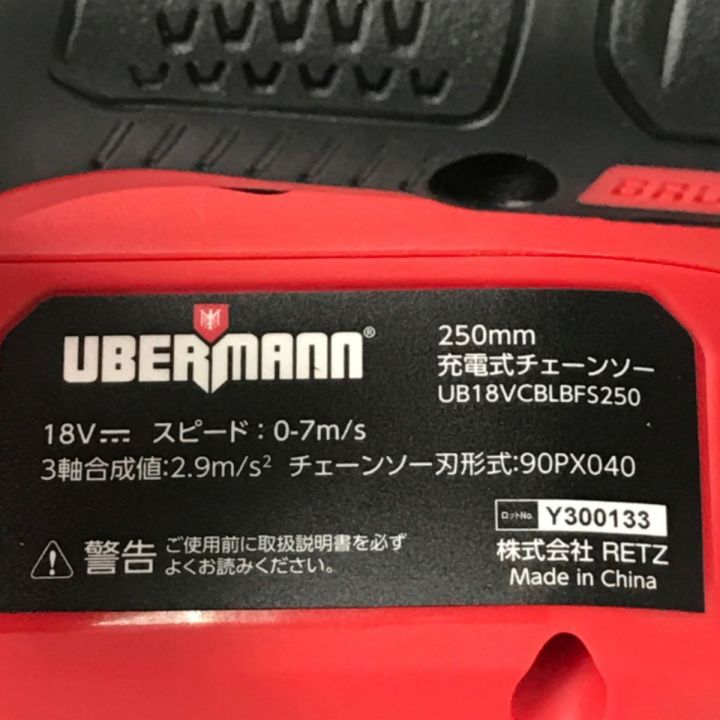 UBERMANN®
250mm
充電式チェーンソー
UB18VCBLBFS250
18V⎓ スピード：0-7m/s
3軸合成値:2.9m/s² チェーンソー刃形式:90PX040
ロットNo. Y300133
警告 ご使用前に取扱説明書を必ず
よくお読みください。
株式会社 RETZ
Made in China